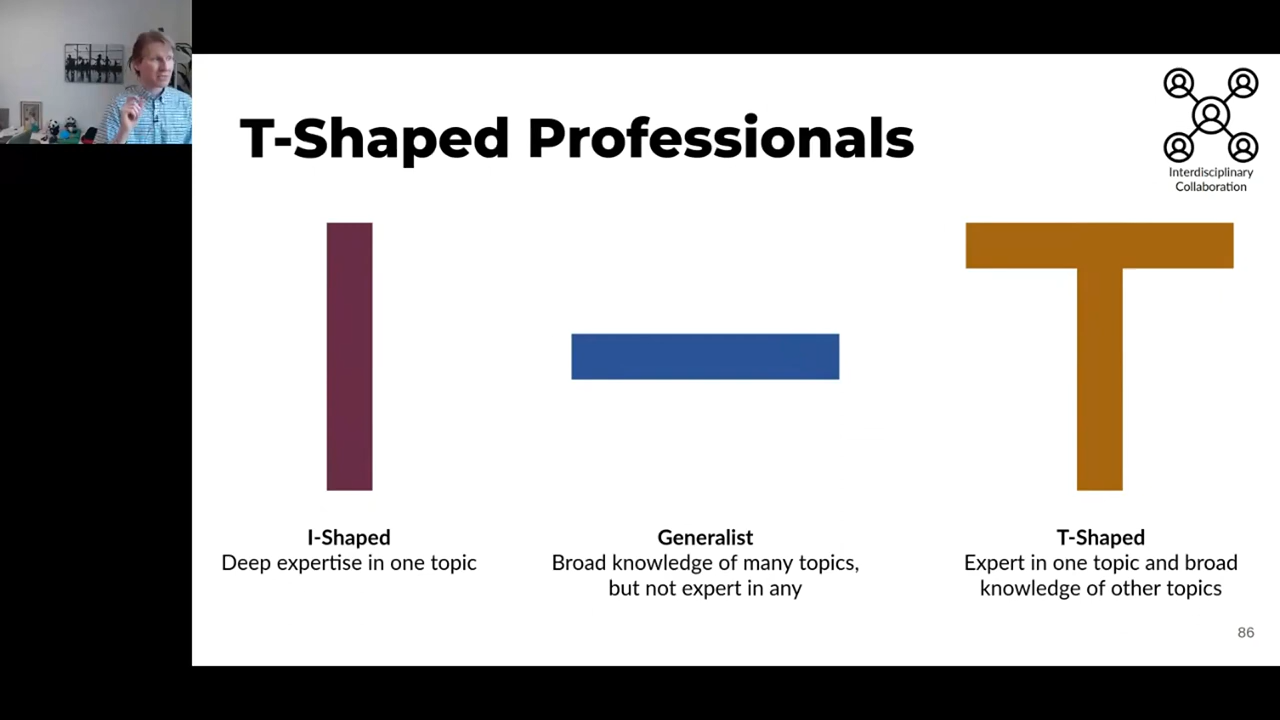 T-Shaped Professionals
Interdisciplinary
Collaboration
I-Shaped
Deep expertise in one topic
Generalist
Broad knowledge of many topics,
but not expert in any
T-Shaped
Expert in one topic and broad
knowledge of other topics
86